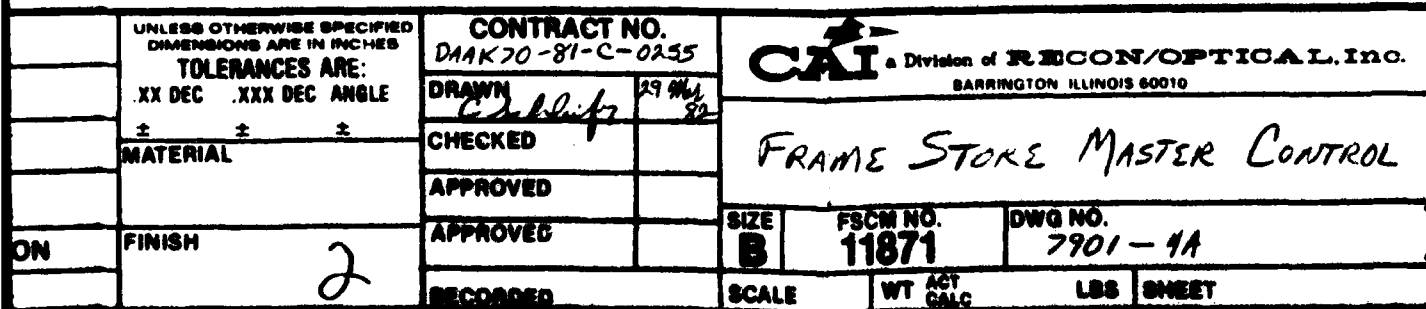 UNLESS OTHERWISE SPECIFIED
DIMENSIONS ARE IN INCHES
TOLERANCES ARE:
.XX DEC .XXX DEC ANGLE
± ± ±
MATERIAL
ON
FINISH
2
CONTRACT NO.
DAAK70-81-C-0255
DRAWN
29
82
CHECKED
APPROVED
APPROVED
RECORDED
CAI a Division of RECON/OPTICAL, Inc.
BARRINGTON ILLINOIS 60010
FRAME STORE MASTER CONTROL
SIZE
B
FSCM NO.
11871
DWG NO.
7901-
SCALE
WT ACT
CALC
LBS
SHEET